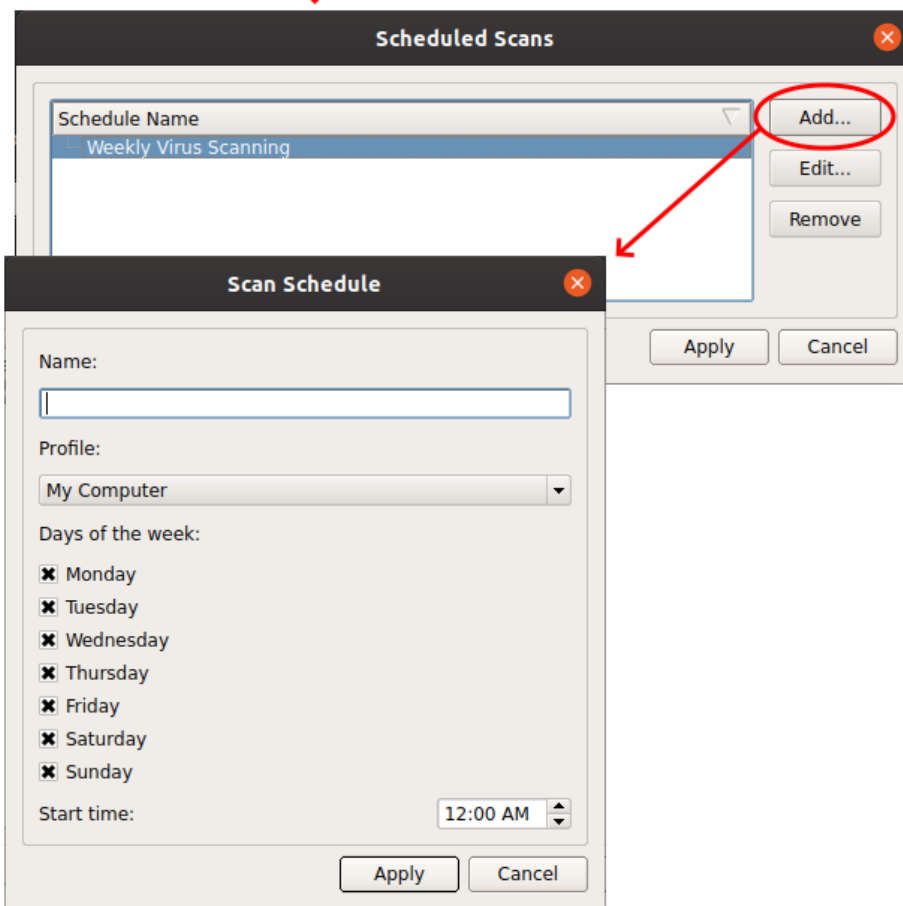 Scheduled Scans
Schedule Name
Weekly Virus Scanning
Add...
Edit...
Remove
Apply Cancel
Scan Schedule
Name:
Profile:
My Computer
Days of the week:
Monday
Tuesday
Wednesday
Thursday
Friday
Saturday
Sunday
Start time: 12:00 AM
Apply Cancel